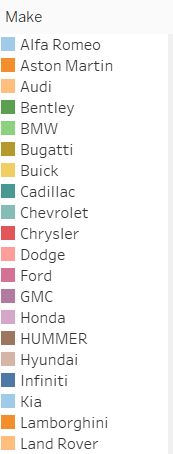 Make
Alfa Romeo
Aston Martin
Audi
Bentley
BMW
Bugatti
Buick
Cadillac
Chevrolet
Chrysler
Dodge
Ford
GMC
Honda
HUMMER
Hyundai
Infiniti
Kia
Lamborghini
Land Rover